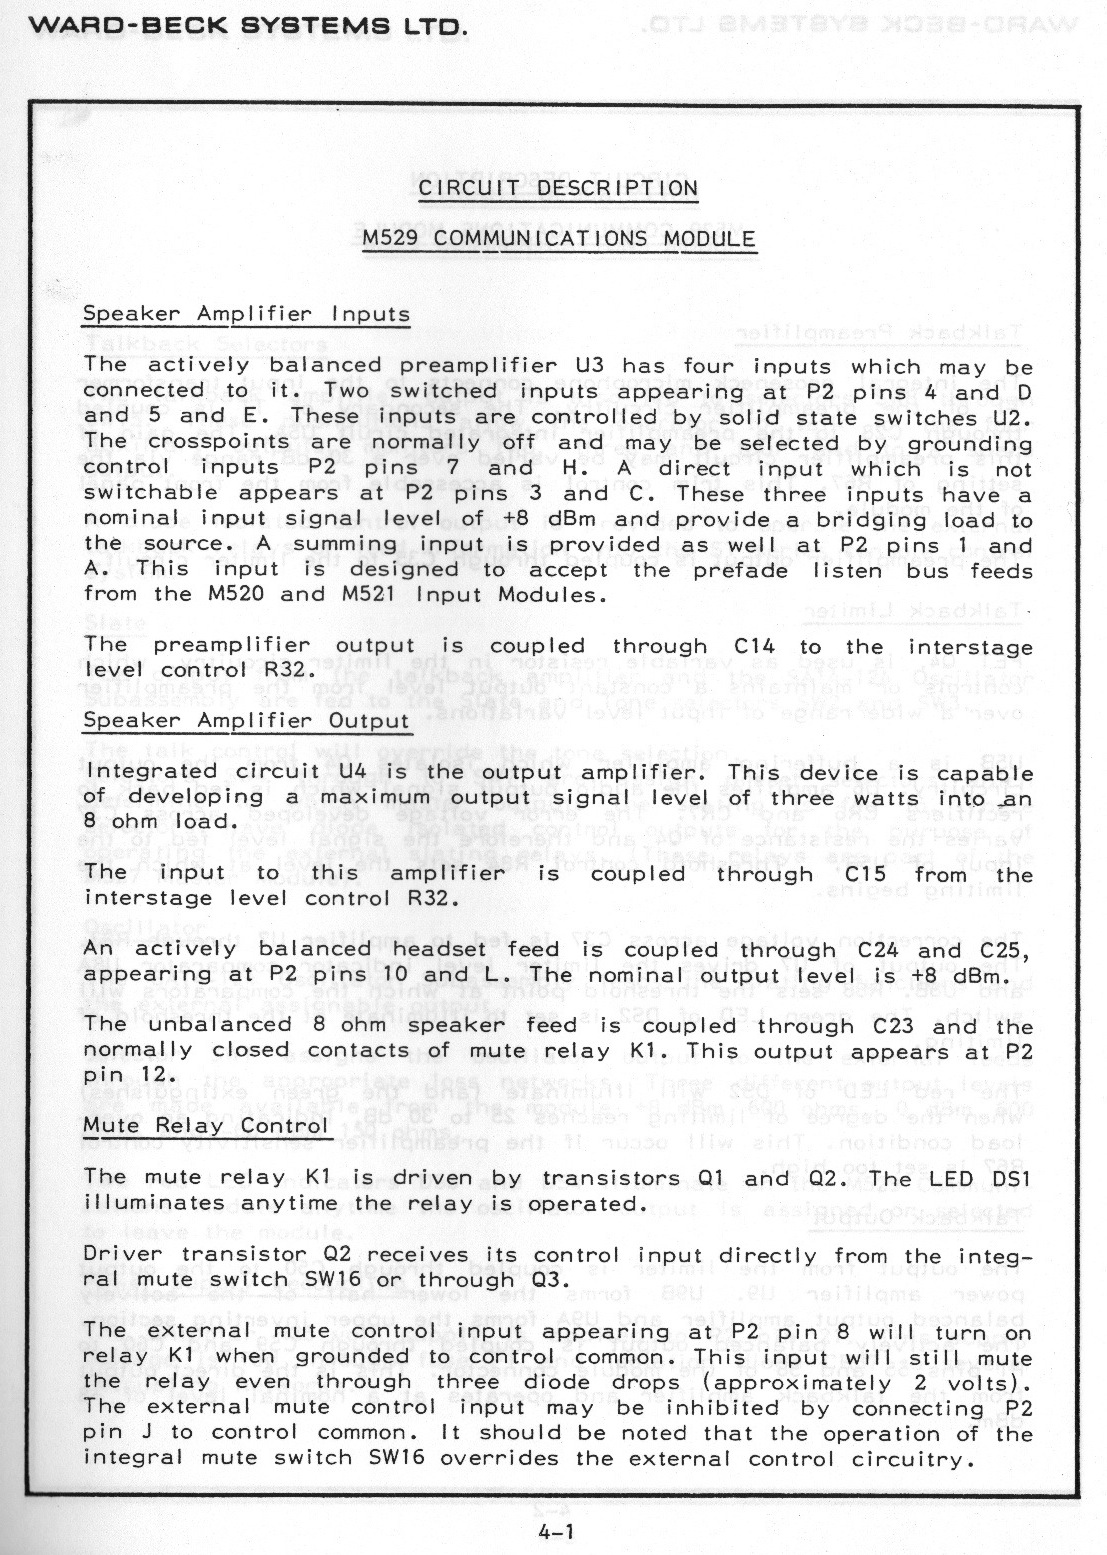 WARD-BECK SYSTEMS LTD.
CIRCUIT DESCRIPTION
M529 COMMUNICATIONS MODULE
Speaker Amplifier Inputs
The actively balanced preamplifier U3 has four inputs which may be
connected to it. Two switched inputs appearing at P2 pins 4 and D
and 5 and E. These inputs are controlled by solid state switches U2.
The crosspoints are normally off and may be selected by grounding
control inputs P2 pins 7 and H. A direct input which is not
switchable appears at P2 pins 3 and C. These three inputs have a
nominal input signal level of +8 dBm and provide a bridging load to
the source. A summing input is provided as well at P2 pins 1 and
A. This input is designed to accept the prefade listen bus feeds
from the M520 and M521 Input Modules.
The preamplifier output is coupled through C14 to the interstage
level control R32.
Speaker Amplifier Output
Integrated circuit U4 is the output amplifier. This device is capable
of developing a maximum output signal level of three watts into an
8 ohm load.
The input to this amplifier is coupled through C15 from the
interstage level control R32.
An actively balanced headset feed is coupled through C24 and C25,
appearing at P2 pins 10 and L. The nominal output level is +8 dBm.
The unbalanced 8 ohm speaker feed is coupled through C23 and the
normally closed contacts of mute relay K1. This output appears at P2
pin 12.
Mute Relay Control
The mute relay K1 is driven by transistors Q1 and Q2. The LED DS1
illuminates anytime the relay is operated.
Driver transistor Q2 receives its control input directly from the integ-
ral mute switch SW16 or through Q3.
The external mute control input appearing at P2 pin 8 will turn on
relay K1 when grounded to control common. This input will still mute
the relay even through three diode drops (approximately 2 volts).
The external mute control input may be inhibited by connecting P2
pin J to control common. It should be noted that the operation of the
integral mute switch SW16 overrides the external control circuitry.
4-1